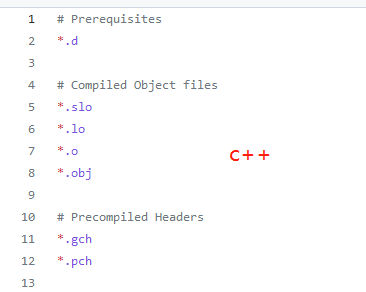 1 # Prerequisites
2 *.d
3
4 # Compiled Object files
5 *.slo
6 *.lo
7 *.o
c++
8 *.obj
9
10 # Precompiled Headers
11 *.gch
12 *.pch
13